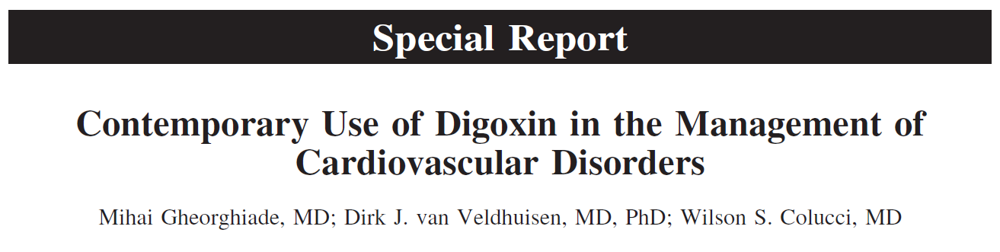 Special Report
Contemporary Use of Digoxin in the Management of
Cardiovascular Disorders
Mihai Gheorghiade, MD; Dirk J. van Veldhuisen, MD, PhD; Wilson S. Colucci, MD